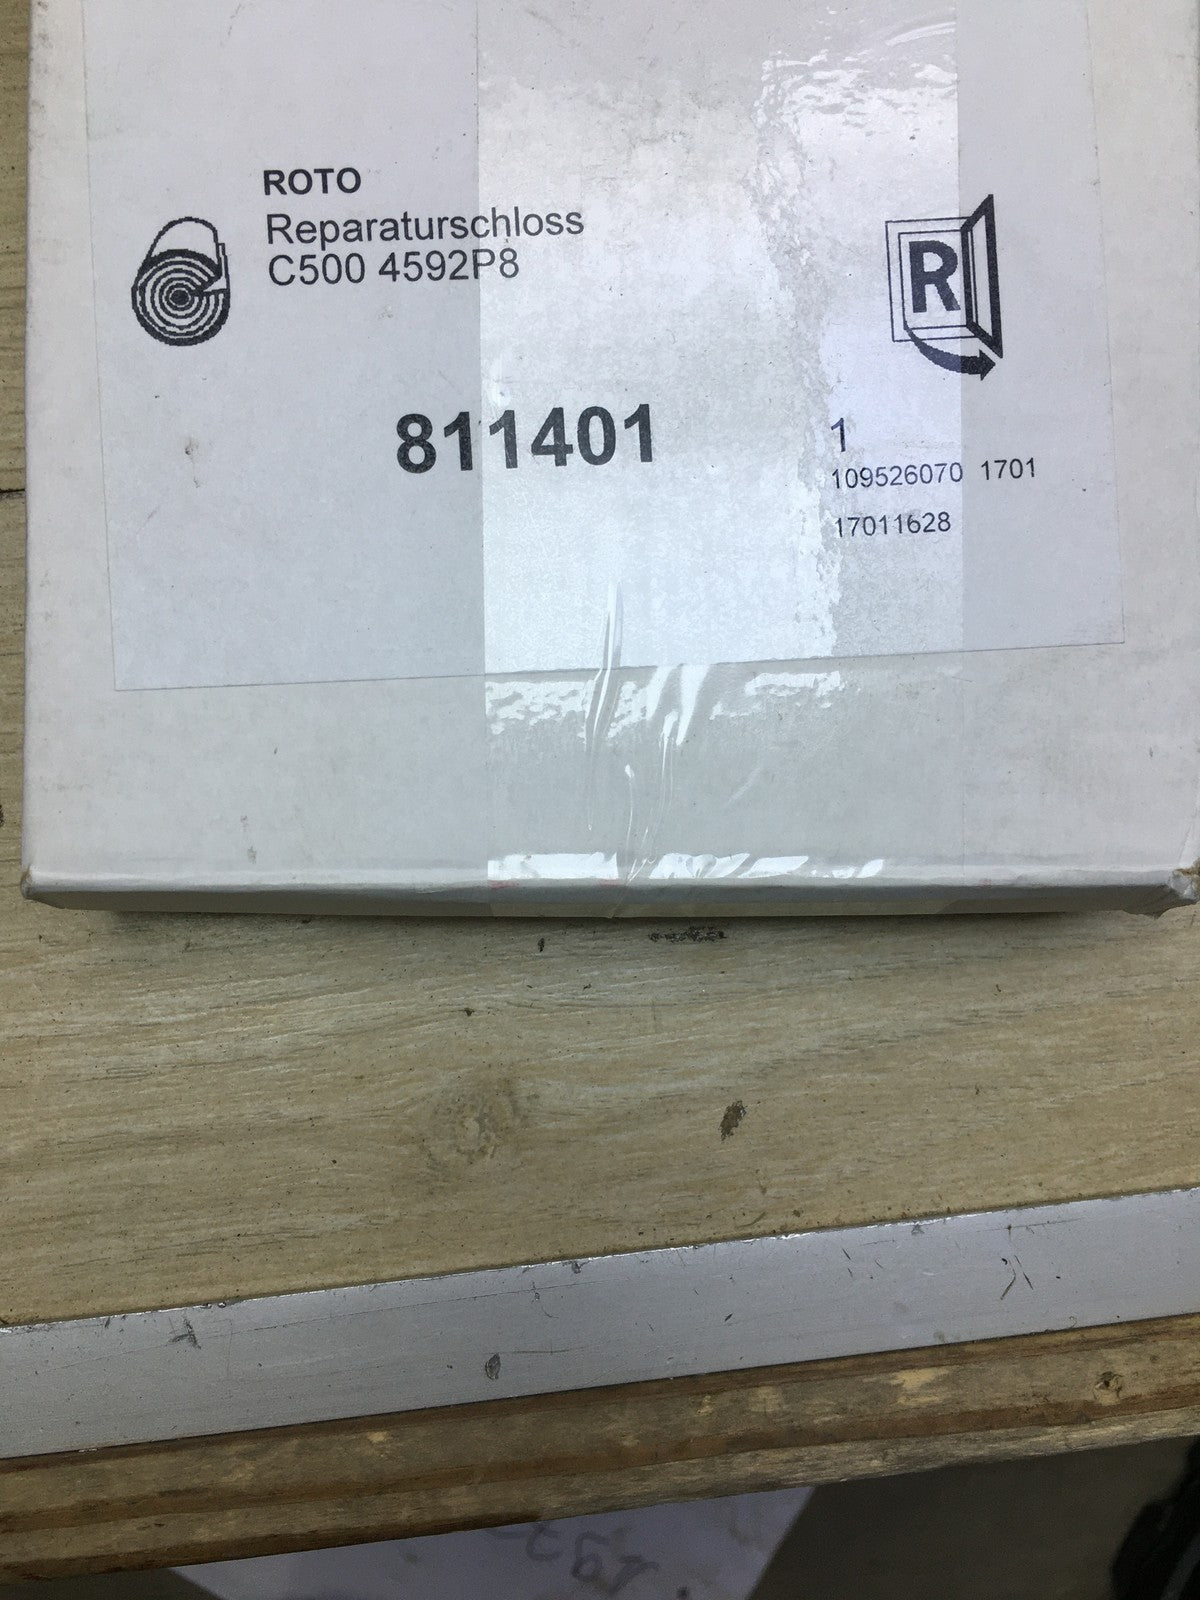 ROTO
Reparaturschloss
C500 4592P8
R
811401
1
109526070 1701
17011628